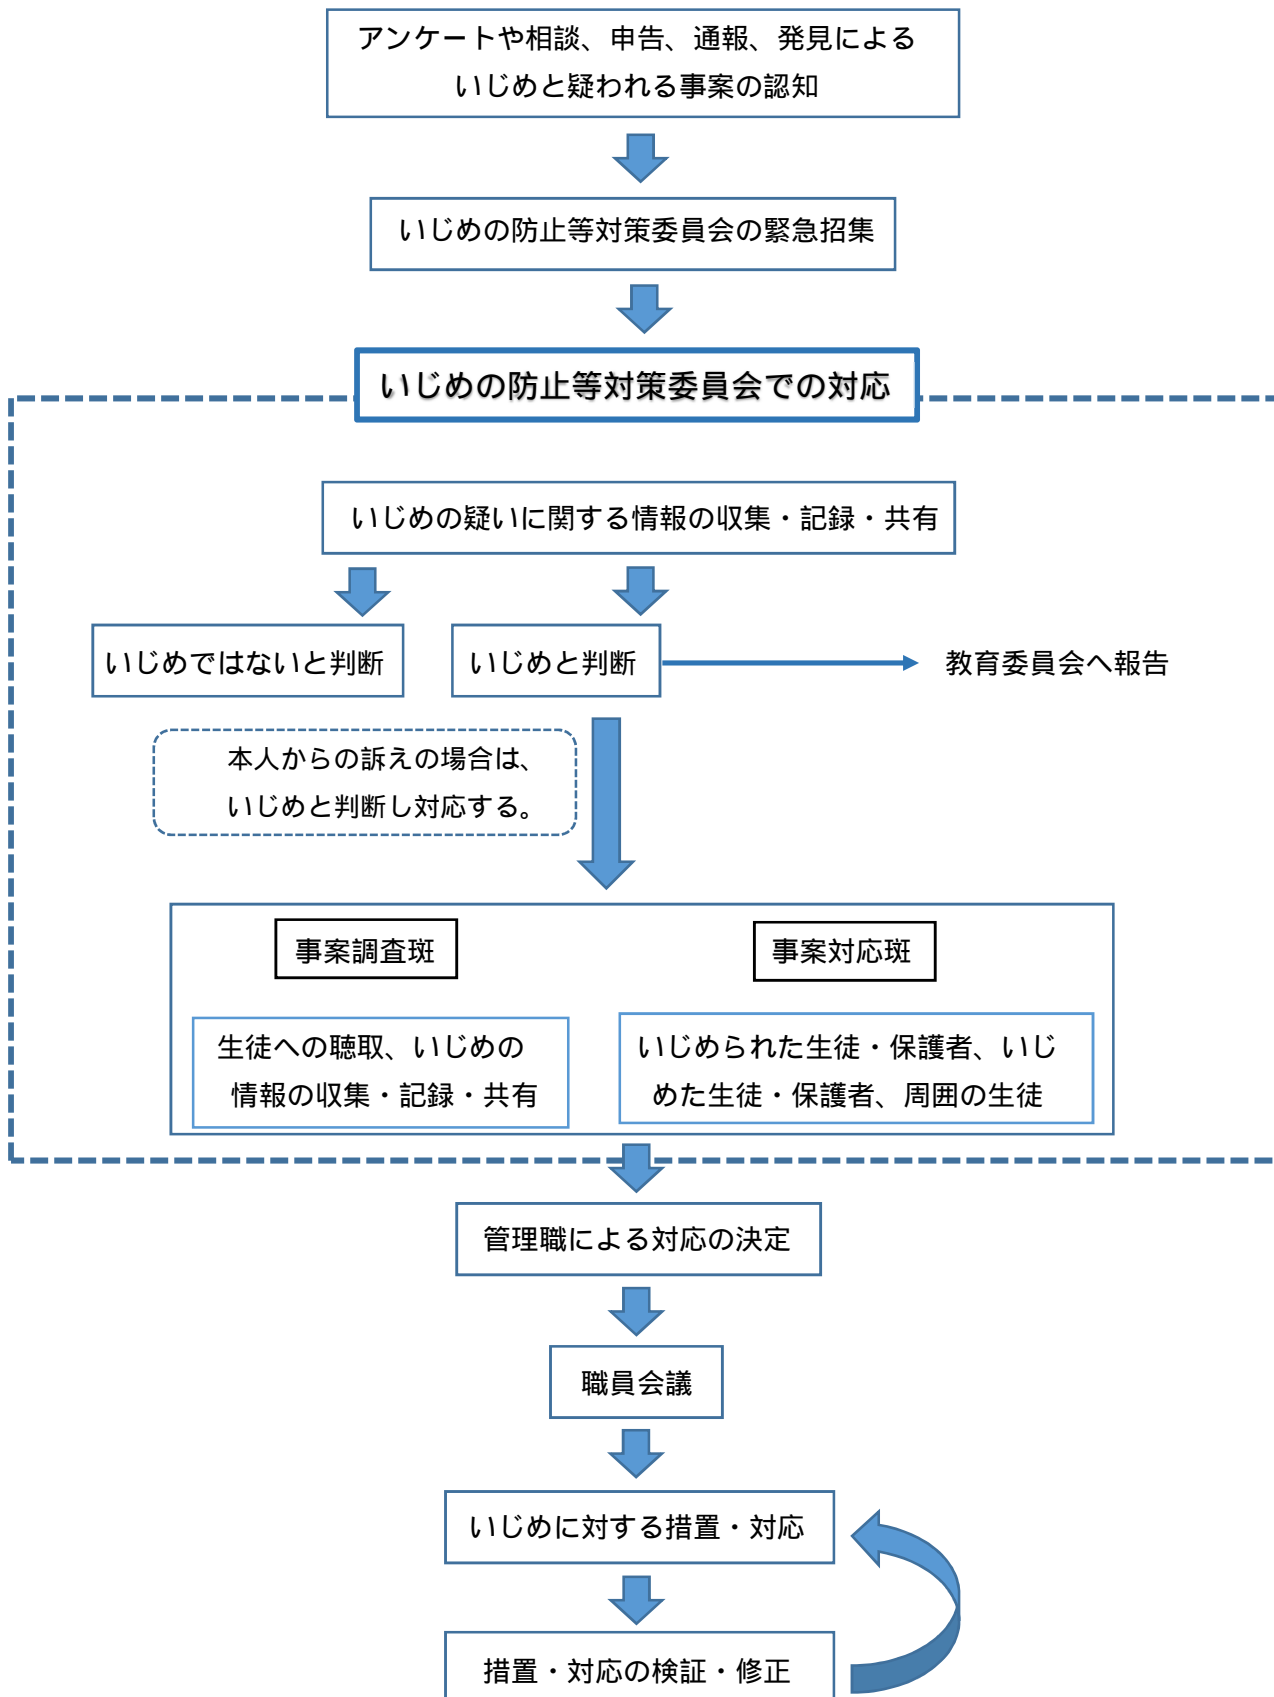 アンケートや相談、申告、通報、発見による
いじめと疑われる事案の認知
いじめの防止等対策委員会の緊急招集
いじめの防止等対策委員会での対応
いじめの疑いに関する情報の収集・記録・共有
いじめではないと判断
いじめと判断
教育委員会へ報告
本人からの訴えの場合は、
いじめと判断し対応する。
事案調査斑
事案対応斑
生徒への聴取、いじめの
情報の収集・記録・共有
いじめられた生徒・保護者、いじ
めた生徒・保護者、周囲の生徒
管理職による対応の決定
職員会議
いじめに対する措置・対応
措置・対応の検証・修正